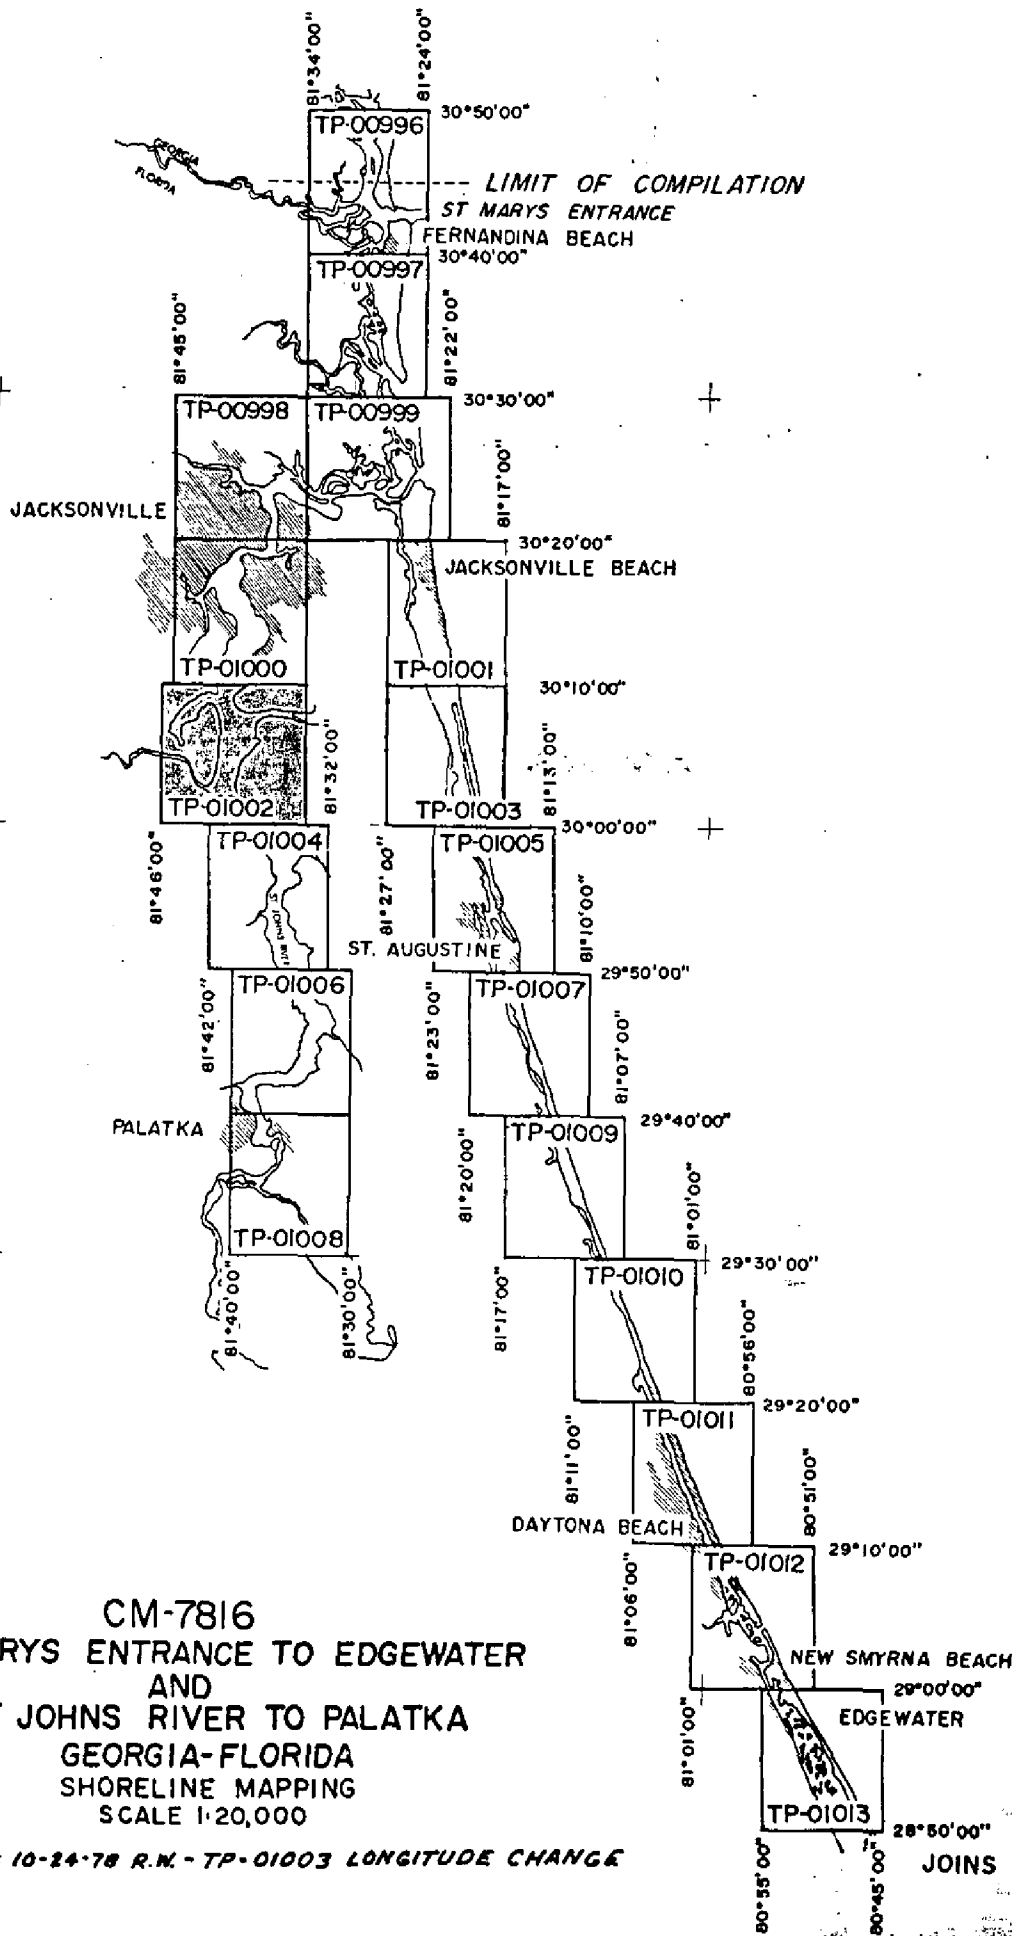 81°34'00"
81°24'00"
TP-00996
30°50'00"
GEORGIA
FLORIDA
LIMIT OF COMPILATION
ST MARYS ENTRANCE
FERNANDINA BEACH
30°40'00"
TP-00997
81°45'00"
81°22'00"
30°30'00"
TP-00998
TP-00999
81°17'00"
JACKSONVILLE
30°20'00"
JACKSONVILLE BEACH
TP-01000
TP-01001
30°10'00"
81°32'00"
81°13'00"
TP-01002
TP-01003
30°00'00"
TP-01004
TP-01005
81°46'00"
81°27'00"
81°10'00"
ST JOHNS RIVER
ST. AUGUSTINE
29°50'00"
TP-01006
TP-01007
81°42'00"
81°23'00"
81°07'00"
PALATKA
29°40'00"
TP-01009
81°20'00"
81°01'00"
TP-01008
29°30'00"
TP-01010
81°40'00"
81°30'00"
81°17'00"
80°56'00"
29°20'00"
TP-01011
81°11'00"
80°51'00"
DAYTONA BEACH
29°10'00"
TP-01012
81°06'00"
NEW SMYRNA BEACH
29°00'00"
EDGEWATER
81°01'00"
TP-01013
28°50'00"
JOINS
80°55'00"
80°45'00"
CM-7816
RYS ENTRANCE TO EDGEWATER
AND
JOHNS RIVER TO PALATKA
GEORGIA-FLORIDA
SHORELINE MAPPING
SCALE 1:20,000
10-24-78 R.W. - TP-01003 LONGITUDE CHANGE